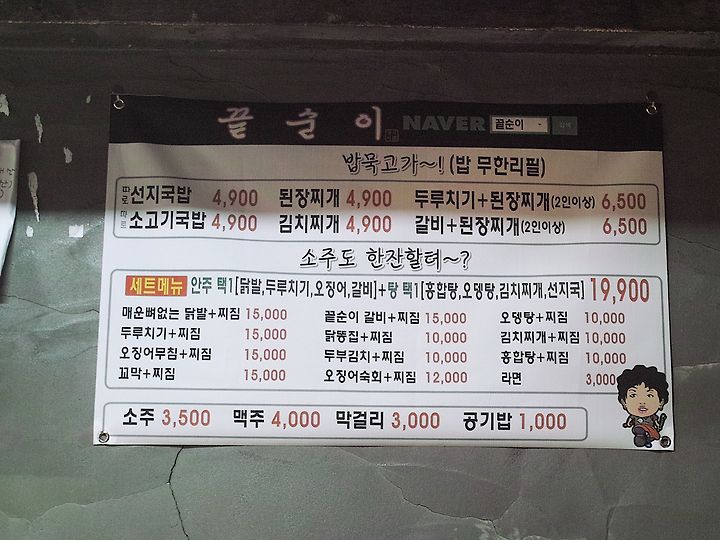 끝순이 NAVER 끝순이 검색
밥묵고가~! (밥 무한리필)
따로 선지국밥 4,900 된장찌개 4,900 두루치기+된장찌개(2인이상) 6,500
따로 소고기국밥 4,900 김치찌개 4,900 갈비+된장찌개(2인이상) 6,500
소주도 한잔할텨~?
세트메뉴 안주 택1[닭발,두루치기,오징어,갈비]+탕 택1[홍합탕,오뎅탕,김치찌개,선지국] 19,900
매운뼈없는 닭발+찌짐 15,000 끝순이 갈비+찌짐 15,000 오뎅탕+찌짐 10,000
두루치기+찌짐 15,000 닭똥집+찌짐 10,000 김치찌개+찌짐 10,000
오징어무침+찌짐 15,000 두부김치+찌짐 10,000 홍합탕+찌짐 10,000
꼬막+찌짐 15,000 오징어숙회+찌짐 12,000 라면 3,000
소주 3,500 맥주 4,000 막걸리 3,000 공기밥 1,000